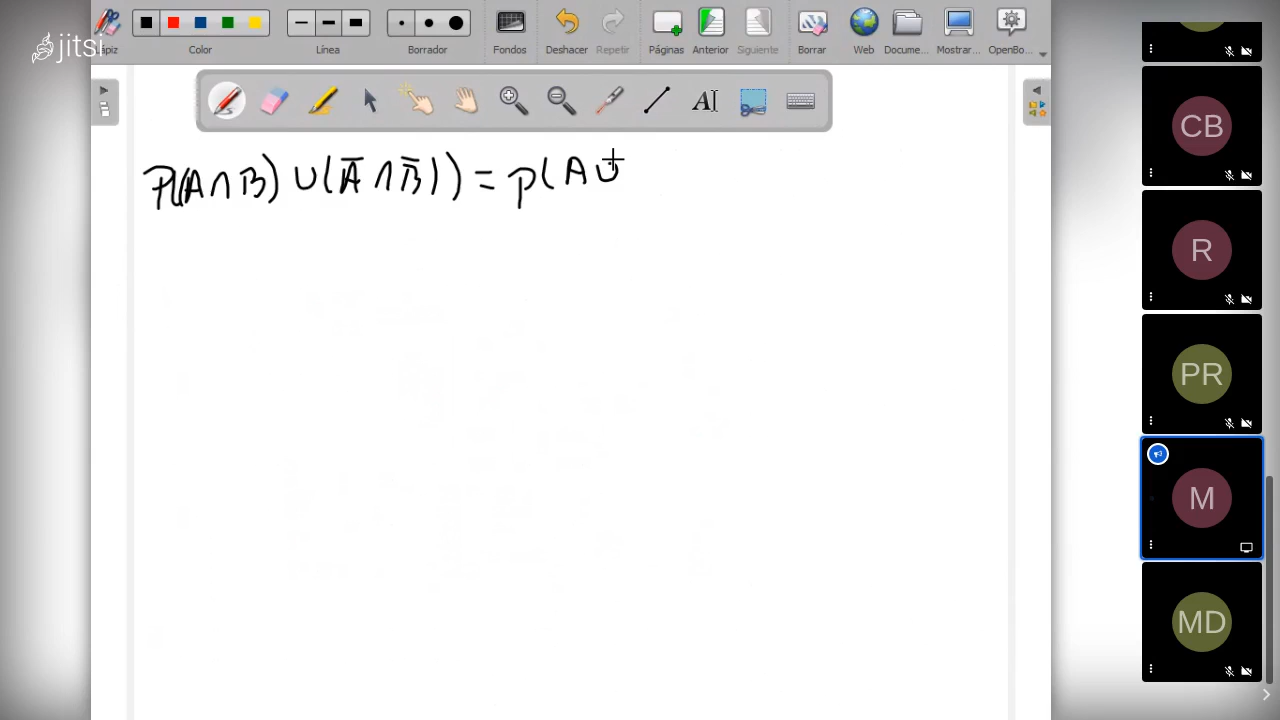 jitsi
Lápiz Color Línea Borrador Fondos Deshacer Repetir Páginas Anterior Siguiente Borrar Web Docume... Mostrar... OpenBo...
CB
P((A∩B) ∪(A̅ ∩ B̅)) = P(A ∪
R
PR
M
MD